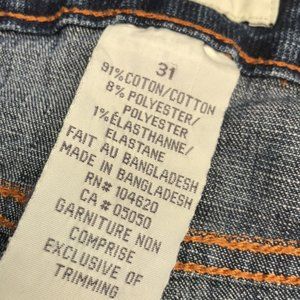 31
91% COTON/COTTON
8% POLYESTER/
POLYESTER
1% ÉLASTHANNE/
ELASTANE
FAIT AU BANGLADESH
MADE IN BANGLADESH
RN# 104620
CA # 05050
GARNITURE NON
COMPRISE
EXCLUSIVE OF
TRIMMING